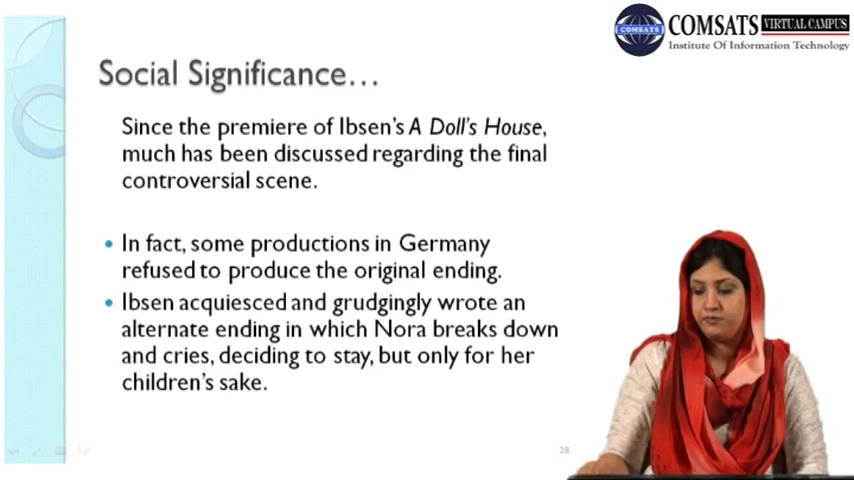 COMSATS VIRTUAL CAMPUS
COMSATS
Institute Of Information Technology
Social Significance...
Since the premiere of Ibsen's A Doll's House,
much has been discussed regarding the final
controversial scene.
• In fact, some productions in Germany
refused to produce the original ending.
• Ibsen acquiesced and grudgingly wrote an
alternate ending in which Nora breaks down
and cries, deciding to stay, but only for her
children's sake.
28